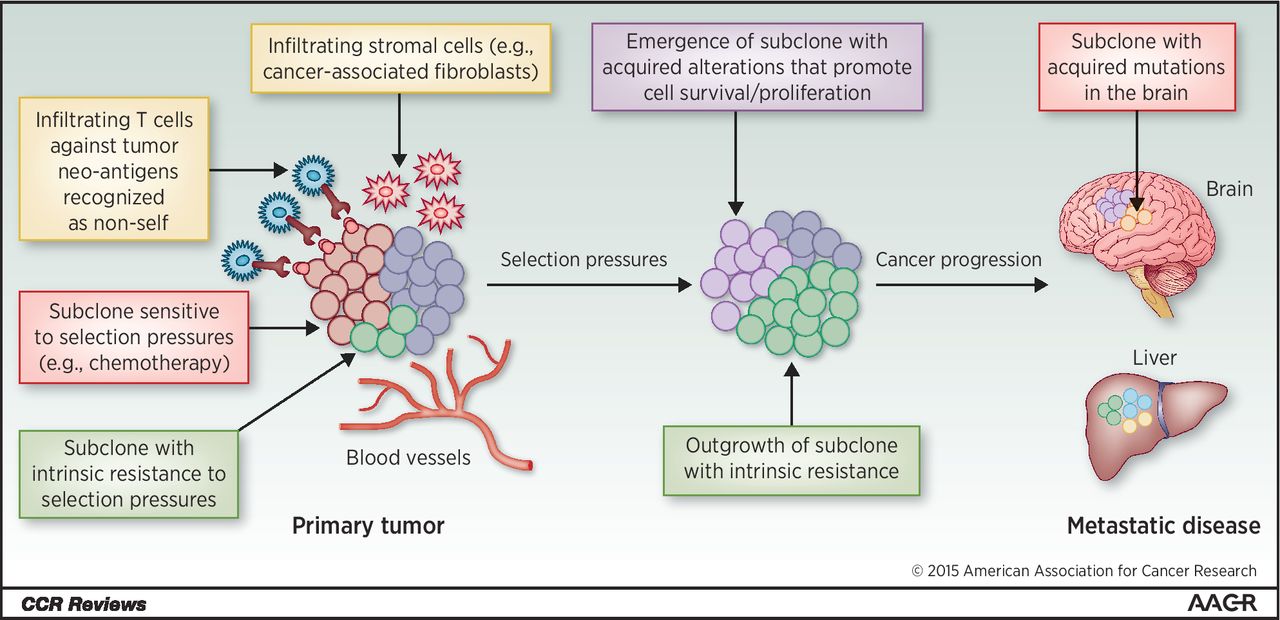 Infiltrating stromal cells (e.g.,
cancer-associated fibroblasts)
Emergence of subclone with
acquired alterations that promote
cell survival/proliferation
Subclone with
acquired mutations
in the brain
Infiltrating T cells
against tumor
neo-antigens
recognized
as non-self
Brain
Selection pressures
Cancer progression
Subclone sensitive
to selection pressures
(e.g., chemotherapy)
Liver
Subclone with
intrinsic resistance to
selection pressures
Blood vessels
Outgrowth of subclone
with intrinsic resistance
Primary tumor
Metastatic disease
© 2015 American Association for Cancer Research
CCR Reviews
AACR